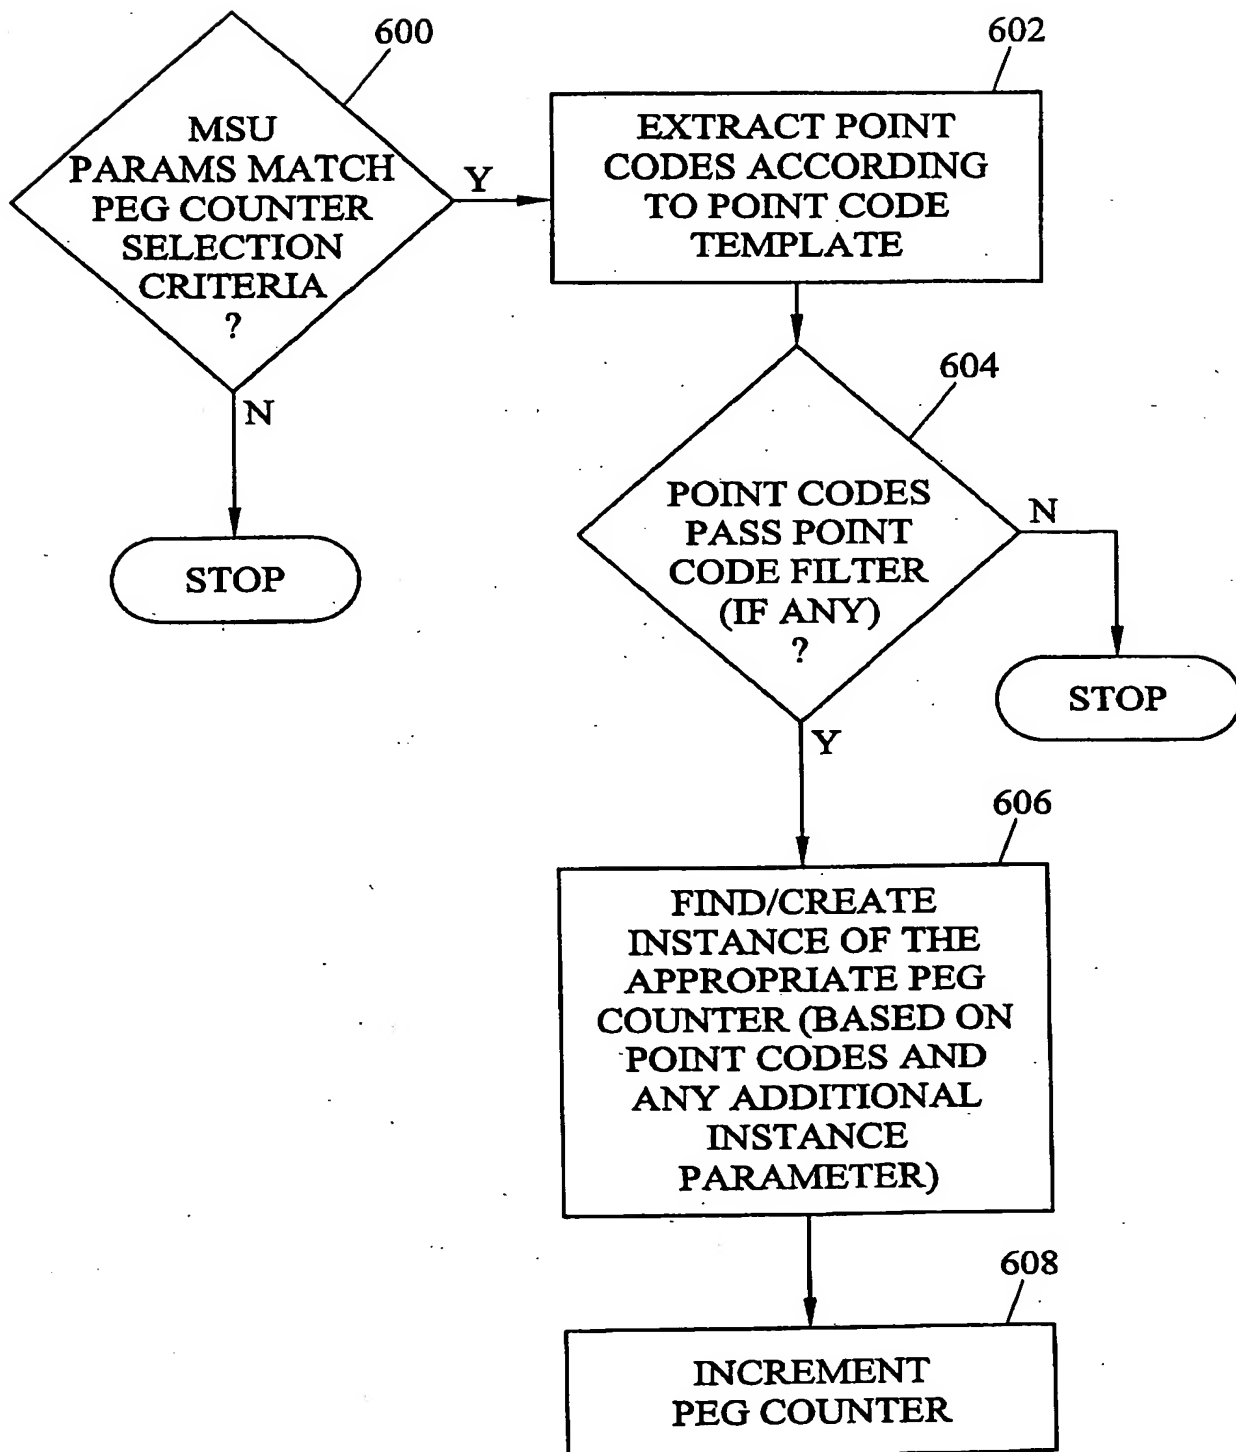 600
MSU
PARAMS MATCH
PEG COUNTER
SELECTION
CRITERIA
?
Y
N
STOP
602
EXTRACT POINT
CODES ACCORDING
TO POINT CODE
TEMPLATE
604
POINT CODES
PASS POINT
CODE FILTER
(IF ANY)
?
N
STOP
Y
606
FIND/CREATE
INSTANCE OF THE
APPROPRIATE PEG
COUNTER (BASED ON
POINT CODES AND
ANY ADDITIONAL
INSTANCE
PARAMETER)
608
INCREMENT
PEG COUNTER